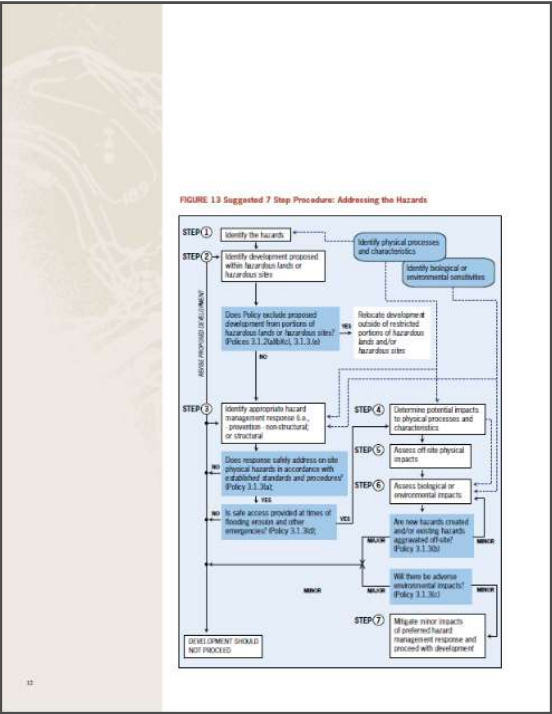 FIGURE 13 Suggested 7 Step Procedure: Addressing the Hazards
STEP 1
Identify the hazards
Identify physical processes
and characteristics
Identify biological or
environmental sensitivities
STEP 2
Identify development proposed
within hazardous lands or
hazardous sites
REVISE PROPOSED DEVELOPMENT
Does Policy exclude proposed
development from portions of
hazardous lands or hazardous sites?
(Polices 3.1.2(a)(b)(c), 3.1.3.(e)
YES
Relocate development
outside of restricted
portions of hazardous
lands and/or
hazardous sites
NO
STEP 3
Identify appropriate hazard
management response (i.e.,
- prevention - non-structural;
or structural
STEP 4
Determine potential impacts
to physical processes and
characteristics
NO
Does response safely address on-site
physical hazards in accordance with
established standards and procedures?
(Policy 3.1.3(a);
YES
STEP 5
Assess off-site physical
impacts
STEP 6
Assess biological or
environmental impacts
NO
Is safe access provided at times of
flooding erosion and other
emergencies? (Policy 3.1.3(d);
YES
Are new hazards created
and/or existing hazards
aggravated off-site?
(Policy 3.1.3(b)
MAJOR
MINOR
Will there be adverse
environmental impacts?
(Policy 3.1.3(c)
MINOR
MAJOR
MINOR
STEP 7
Mitigate minor impacts
of preferred hazard
management response and
proceed with development
DEVELOPMENT SHOULD
NOT PROCEED
12